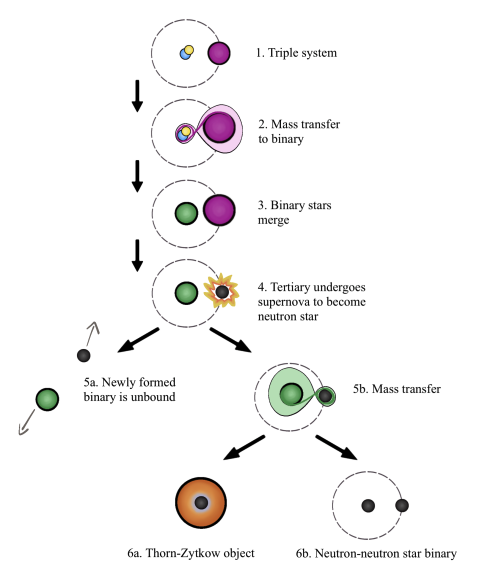 1. Triple system
2. Mass transfer
to binary
3. Binary stars
merge
4. Tertiary undergoes
supernova to become
neutron star
5a. Newly formed
binary is unbound
5b. Mass transfer
6a. Thorn-Zytkow object
6b. Neutron-neutron star binary